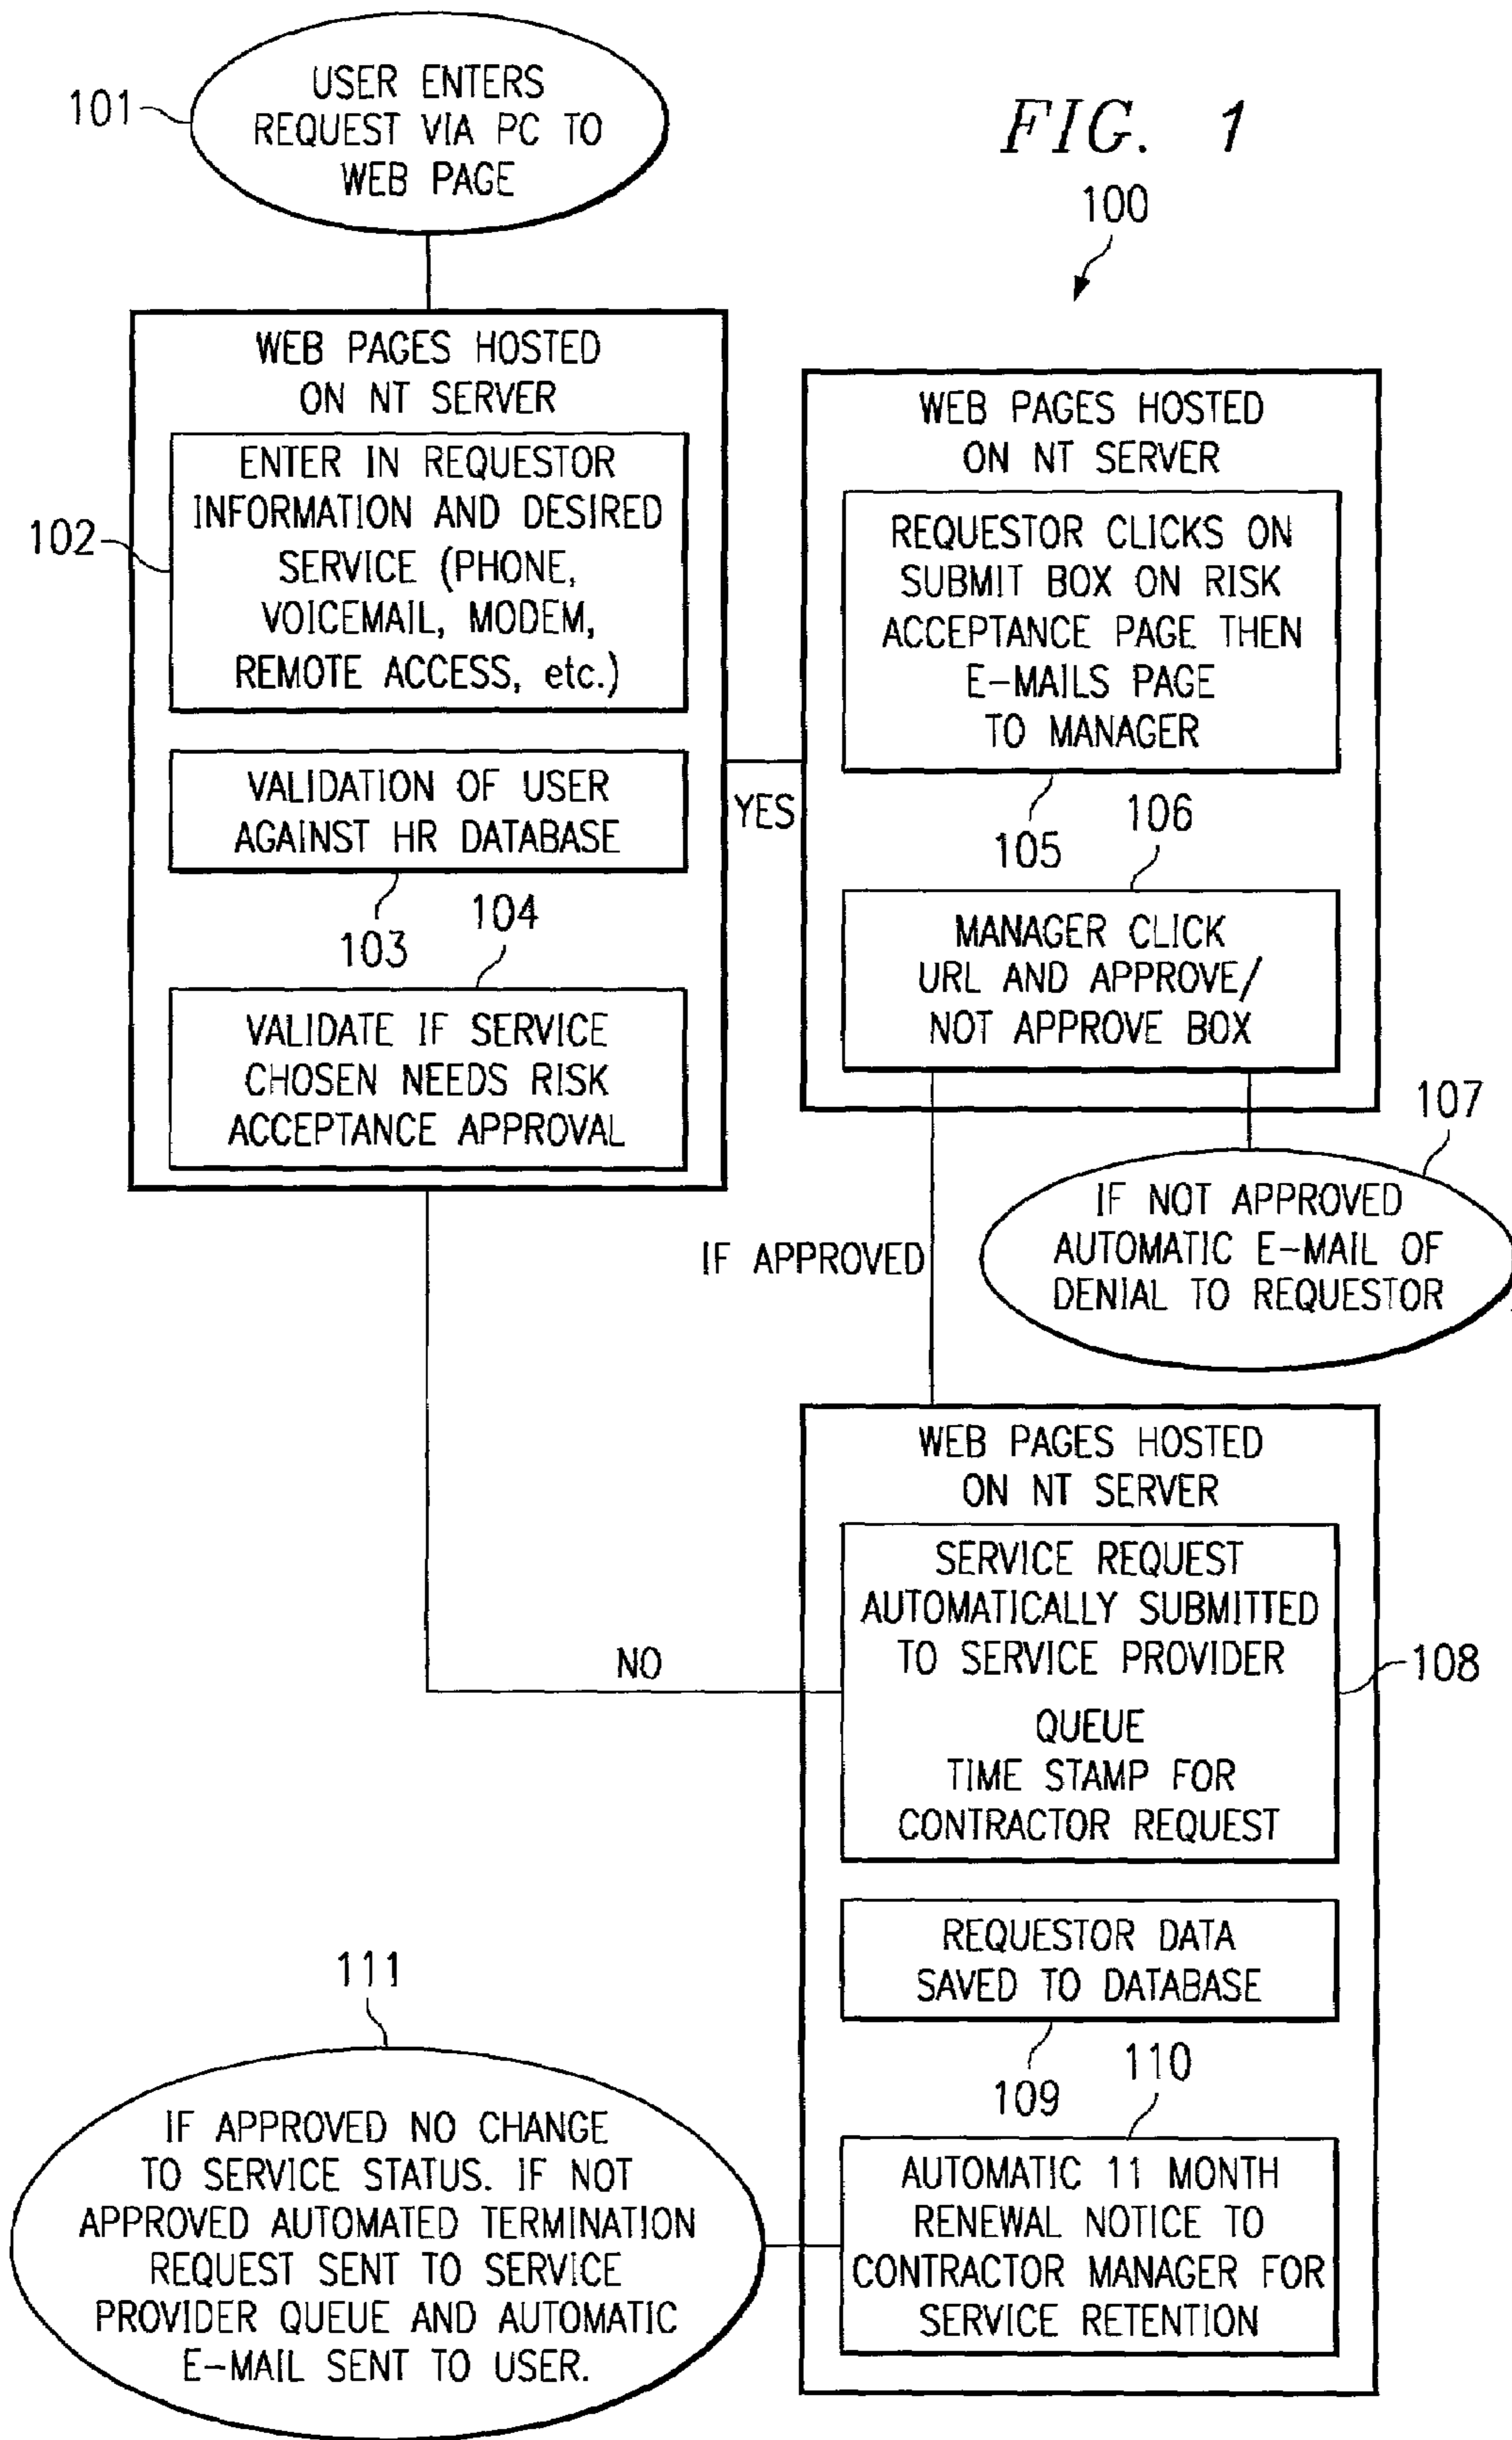 101
USER ENTERS
REQUEST VIA PC TO
WEB PAGE
FIG. 1
100
WEB PAGES HOSTED
ON NT SERVER
102
ENTER IN REQUESTOR
INFORMATION AND DESIRED
SERVICE (PHONE,
VOICEMAIL, MODEM,
REMOTE ACCESS, etc.)
VALIDATION OF USER
AGAINST HR DATABASE
103
104
VALIDATE IF SERVICE
CHOSEN NEEDS RISK
ACCEPTANCE APPROVAL
YES
WEB PAGES HOSTED
ON NT SERVER
REQUESTOR CLICKS ON
SUBMIT BOX ON RISK
ACCEPTANCE PAGE THEN
E-MAILS PAGE
TO MANAGER
105
106
MANAGER CLICK
URL AND APPROVE/
NOT APPROVE BOX
107
IF NOT APPROVED
AUTOMATIC E-MAIL OF
DENIAL TO REQUESTOR
IF APPROVED
NO
WEB PAGES HOSTED
ON NT SERVER
SERVICE REQUEST
AUTOMATICALLY SUBMITTED
TO SERVICE PROVIDER
QUEUE
TIME STAMP FOR
CONTRACTOR REQUEST
108
REQUESTOR DATA
SAVED TO DATABASE
109
110
AUTOMATIC 11 MONTH
RENEWAL NOTICE TO
CONTRACTOR MANAGER FOR
SERVICE RETENTION
111
IF APPROVED NO CHANGE
TO SERVICE STATUS. IF NOT
APPROVED AUTOMATED TERMINATION
REQUEST SENT TO SERVICE
PROVIDER QUEUE AND AUTOMATIC
E-MAIL SENT TO USER.